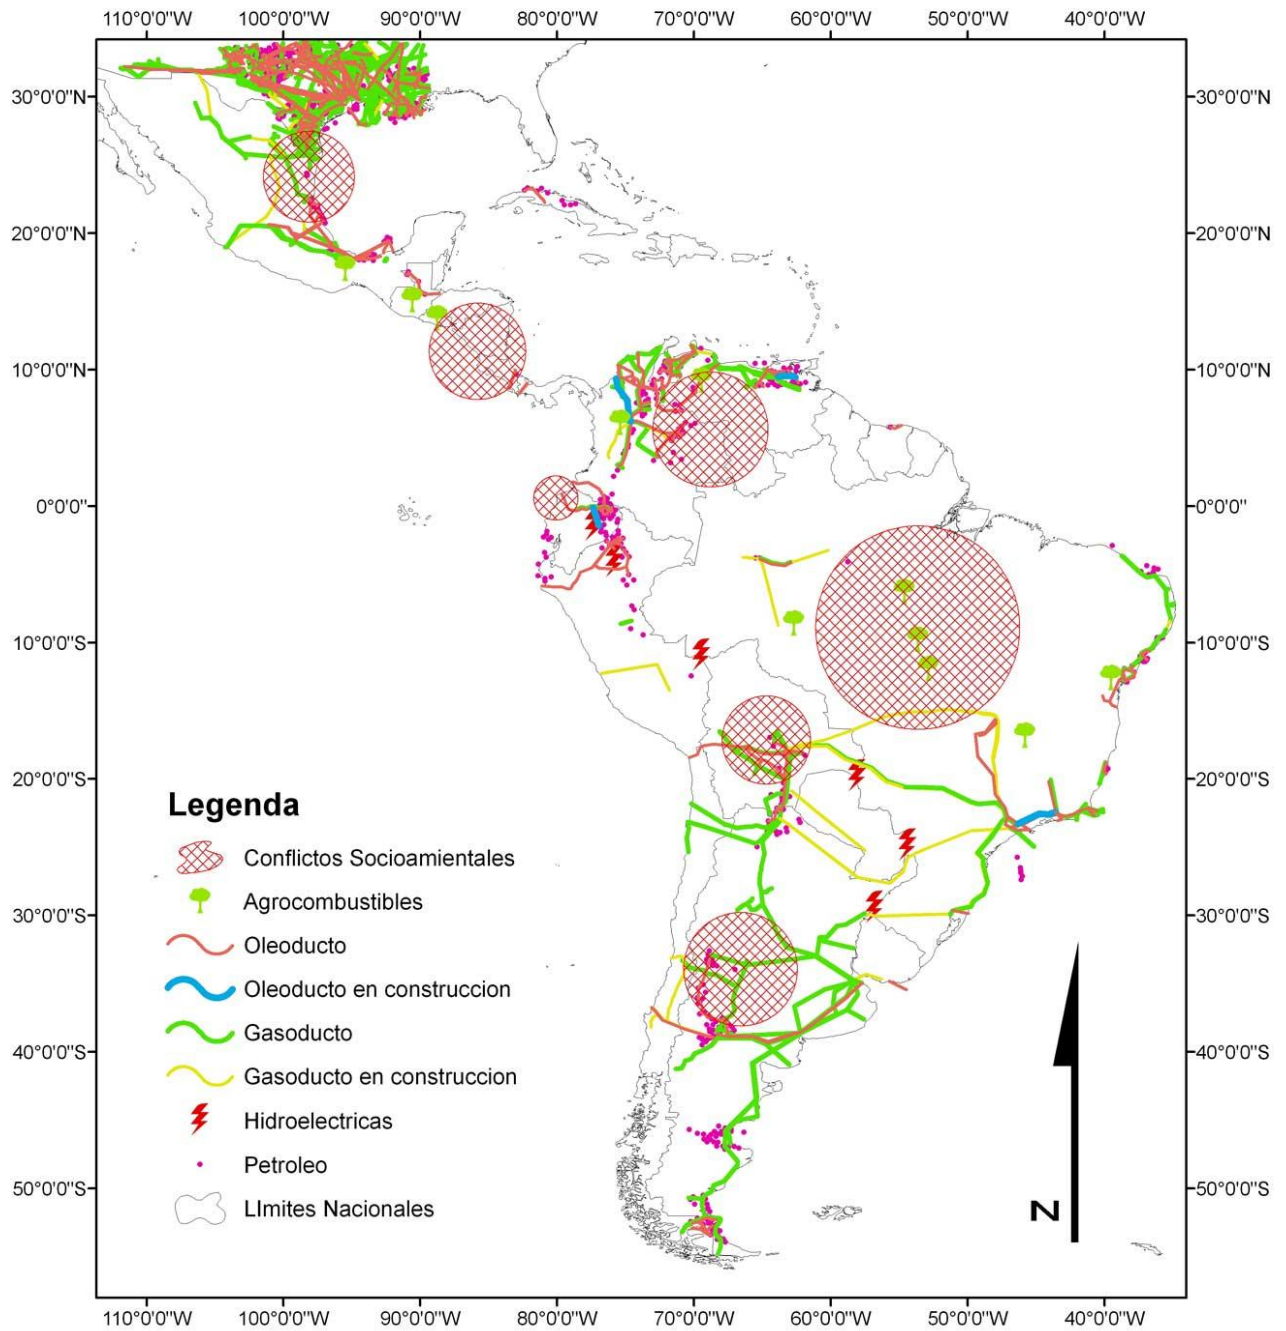 110°0'0"W 100°0'0"W 90°0'0"W 80°0'0"W 70°0'0"W 60°0'0"W 50°0'0"W 40°0'0"W
30°0'0"N 30°0'0"N
20°0'0"N 20°0'0"N
10°0'0"N 10°0'0"N
0°0'0" 0°0'0"
10°0'0"S 10°0'0"S
20°0'0"S 20°0'0"S
Legenda
Conflictos Socioamientales
Agrocombustibles
30°0'0"S 30°0'0"S
Oleoducto
Oleoducto en construccion
Gasoducto
40°0'0"S 40°0'0"S
Gasoducto en construccion
Hidroelectricas
Petroleo
50°0'0"S 50°0'0"S
LImites Nacionales
N
110°0'0"W 100°0'0"W 90°0'0"W 80°0'0"W 70°0'0"W 60°0'0"W 50°0'0"W 40°0'0"W